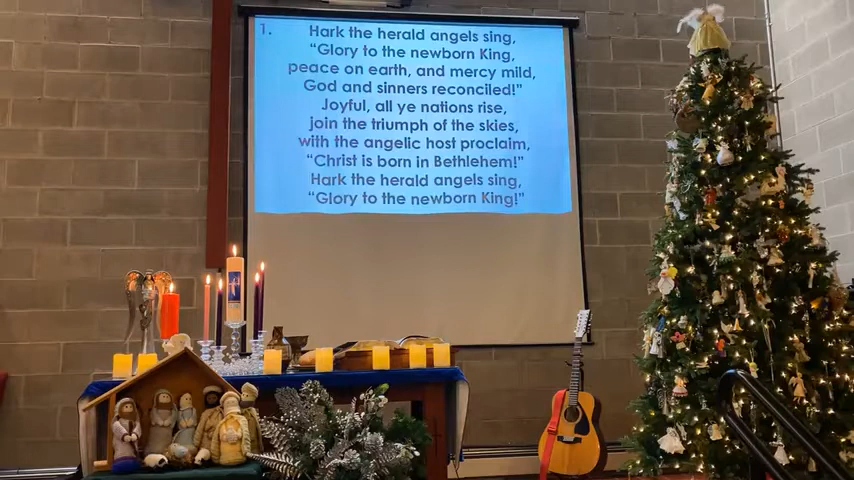 1. Hark the herald angels sing,
“Glory to the newborn King,
peace on earth, and mercy mild,
God and sinners reconciled!”
Joyful, all ye nations rise,
join the triumph of the skies,
with the angelic host proclaim,
“Christ is born in Bethlehem!”
Hark the herald angels sing,
“Glory to the newborn King!”